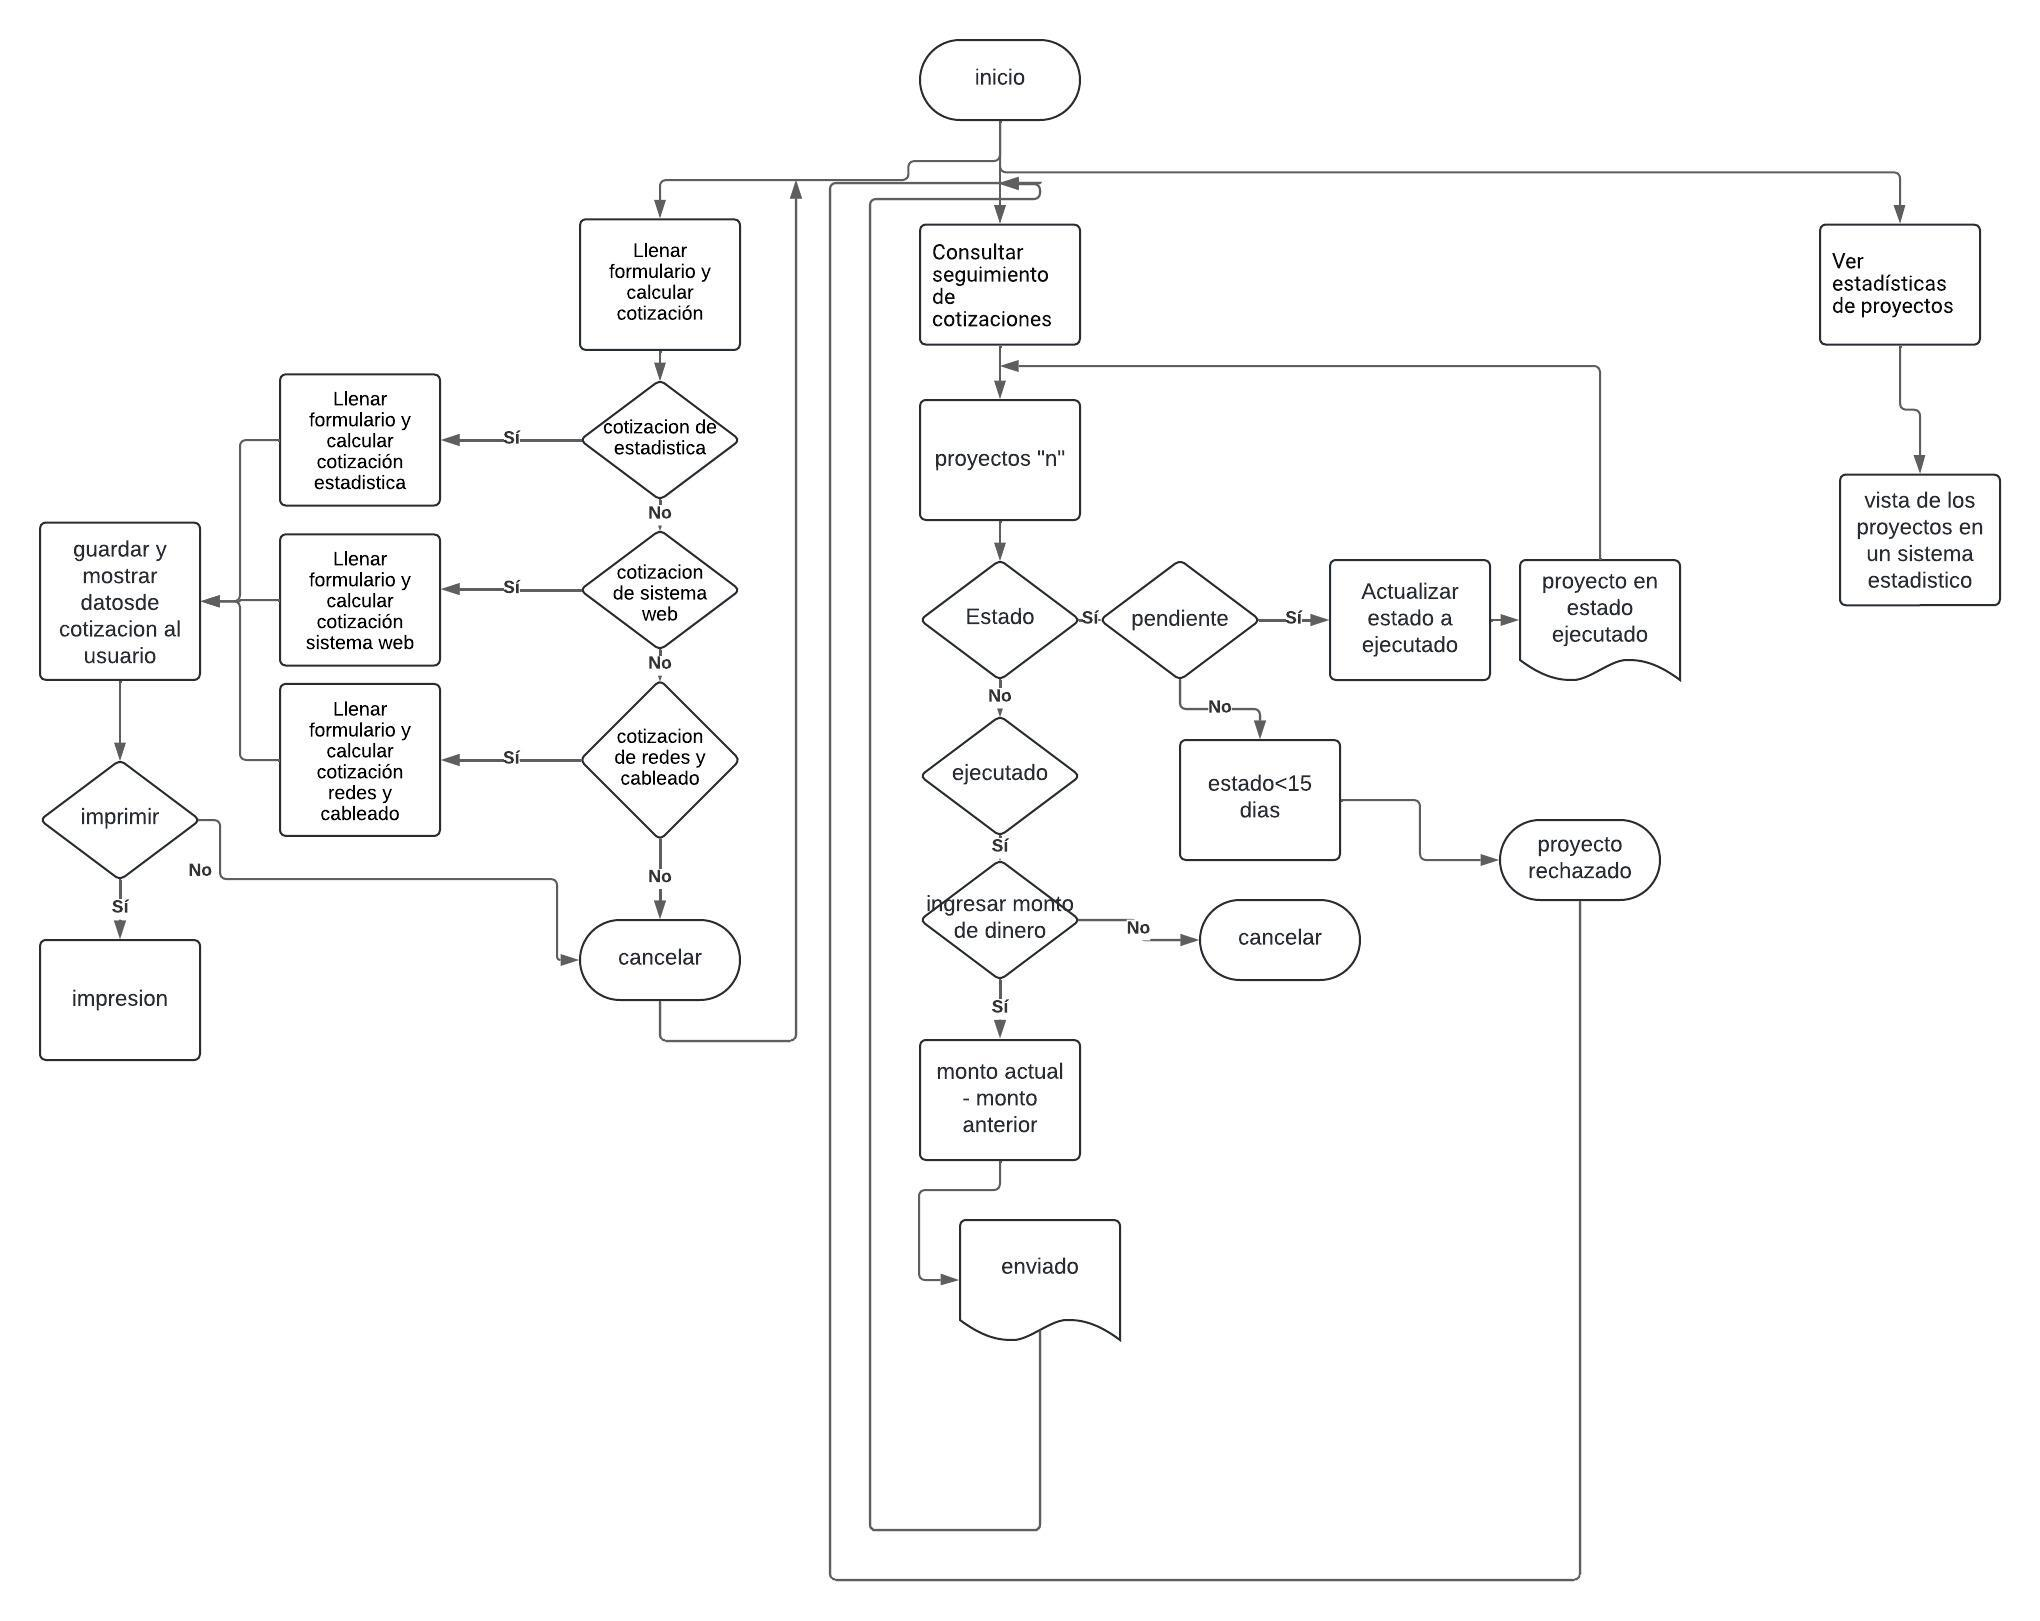 inicio
Llenar
formulario y
calcular
cotización
Consultar
seguimiento
de
cotizaciones
Ver
estadísticas
de proyectos
Llenar
formulario y
calcular
cotización
estadistica
Sí
cotizacion de
estadistica
No
proyectos "n"
vista de los
proyectos en
un sistema
estadistico
guardar y
mostrar
datosde
cotizacion al
usuario
Llenar
formulario y
calcular
cotización
sistema web
Sí
cotizacion
de sistema
web
No
Estado
Sí
pendiente
Sí
Actualizar
estado a
ejecutado
proyecto en
estado
ejecutado
No
No
Llenar
formulario y
calcular
cotización
redes y
cableado
Sí
cotizacion
de redes y
cableado
No
ejecutado
Sí
estado<15
dias
proyecto
rechazado
imprimir
No
Sí
ingresar monto
de dinero
No
cancelar
Sí
impresion
cancelar
monto actual
- monto
anterior
enviado